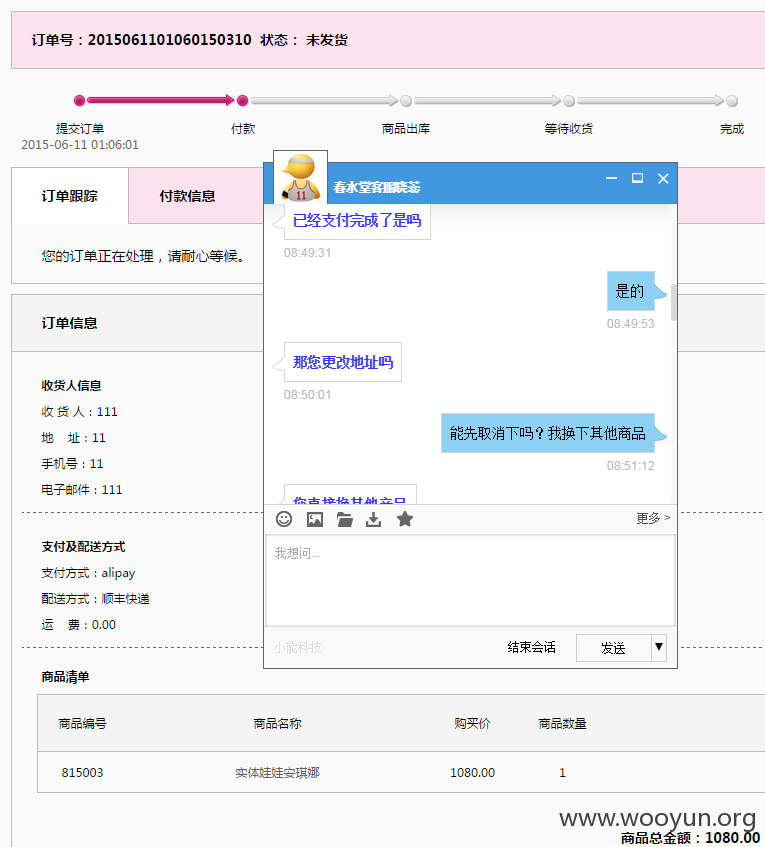 订单号：2015061101060150310 状态： 未发货
提交订单 付款 商品出库 等待收货 完成
2015-06-11 01:06:01
订单跟踪 付款信息
您的订单正在处理，请耐心等候。
订单信息
收货人信息
收 货 人：111
地 址：11
手机号：11
电子邮件：111
支付及配送方式
支付方式：alipay
配送方式：顺丰快递
运 费：0.00
春水堂客服晓蕊
已经支付完成了是吗
08:49:31
是的
08:49:53
那您更改地址吗
08:50:01
能先取消下吗？我换下其他商品
08:51:12
您直接换其他产品
更多 >
我想问...
小能科技 结束会话 发送
商品清单
商品编号 商品名称 购买价 商品数量
815003 实体娃娃安琪娜 1080.00 1
www.wooyun.org
商品总金额：1080.00